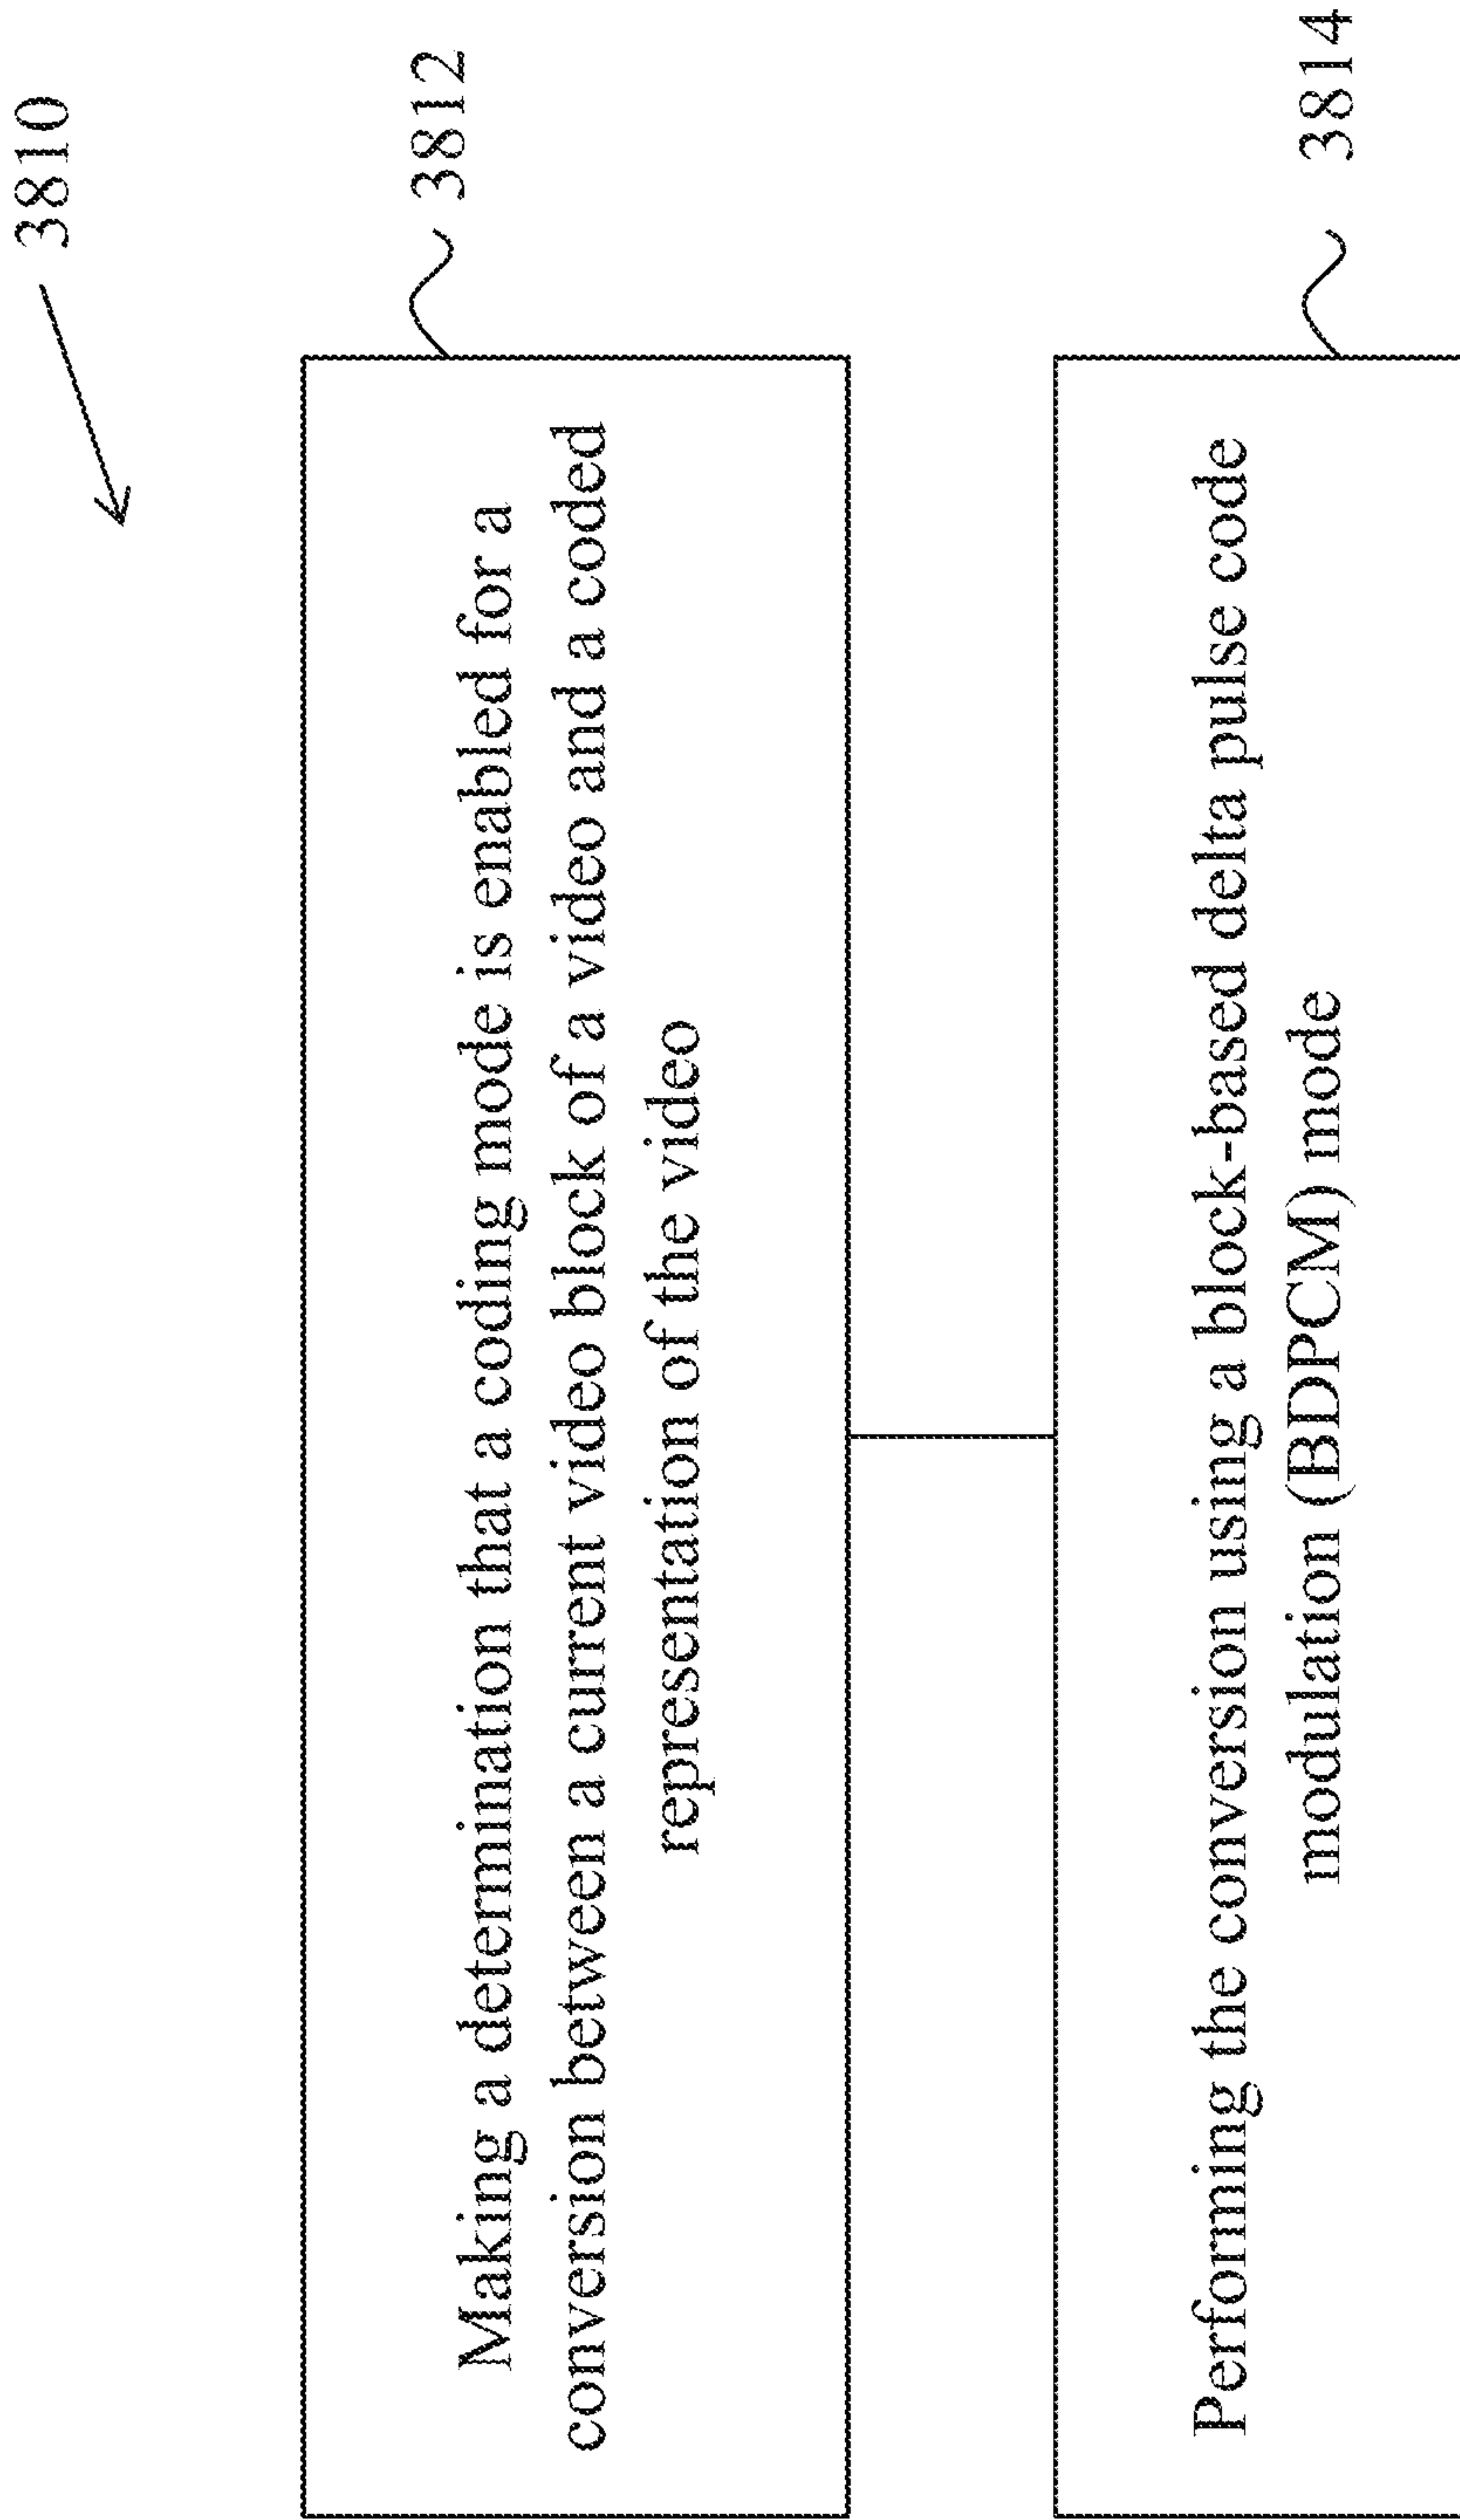 3810
3812
Making a determination that a coding mode is enabled for a
conversion between a current video block of a video and a coded
representation of the video
3814
Performing the conversion using a block-based delta pulse code
modulation (BDPCM) mode